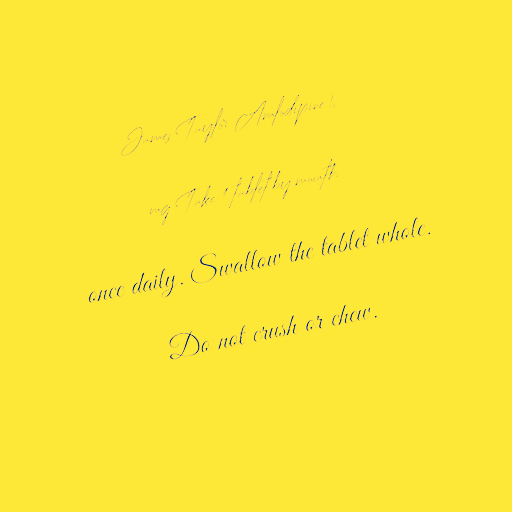 James Taylor Amlodipine
mg Take 1 tablet by mouth
once daily. Swallow the tablet whole.
Do not crush or chew.